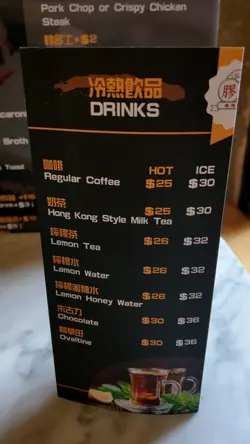 Pork Chop or Crispy Chicken
Steak
Broth
冷熱飲品
DRINKS
膠
咖啡 HOT ICE
Regular Coffee $25 $30
奶茶
Hong Kong Style Milk Tea $25 $30
檸檬茶
Lemon Tea $26 $32
檸檬水
Lemon Water $26 $32
檸檬蜜糖水
Lemon Honey Water $26 $32
朱古力
Chocolate $30 $36
阿華田
Ovaltine $30 $36